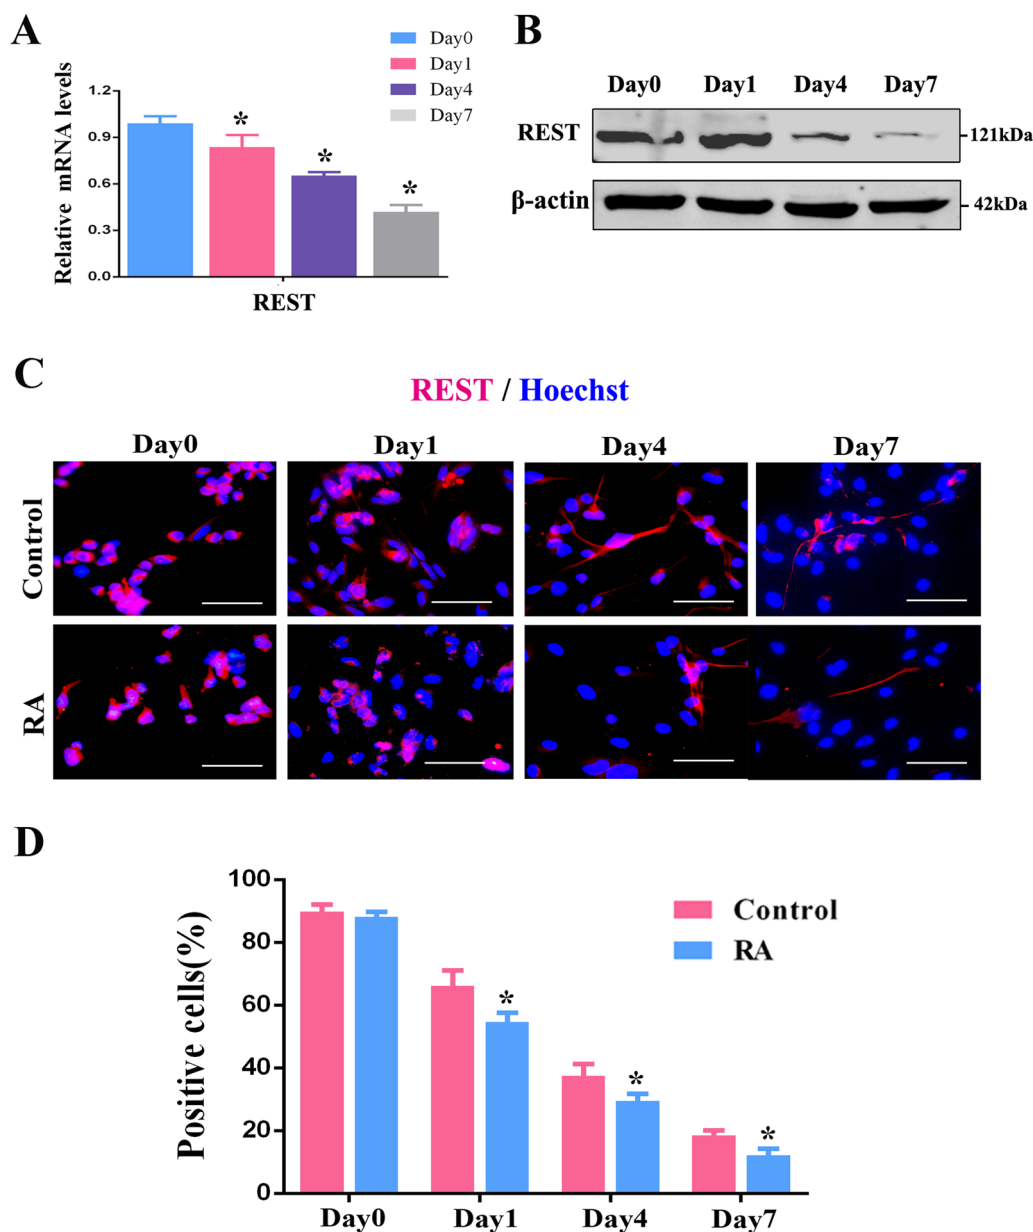 A
Day0
Day1
Day4
Day7
Relative mRNA levels
1.2
0.9
0.6
0.3
0.0
*
*
*
REST
B
Day0 Day1 Day4 Day7
REST
121kDa
β-actin
42kDa
C
REST / Hoechst
Day0 Day1 Day4 Day7
Control
RA
D
Positive cells(%)
100
80
60
40
20
0
Control
RA
*
*
*
Day0 Day1 Day4 Day7